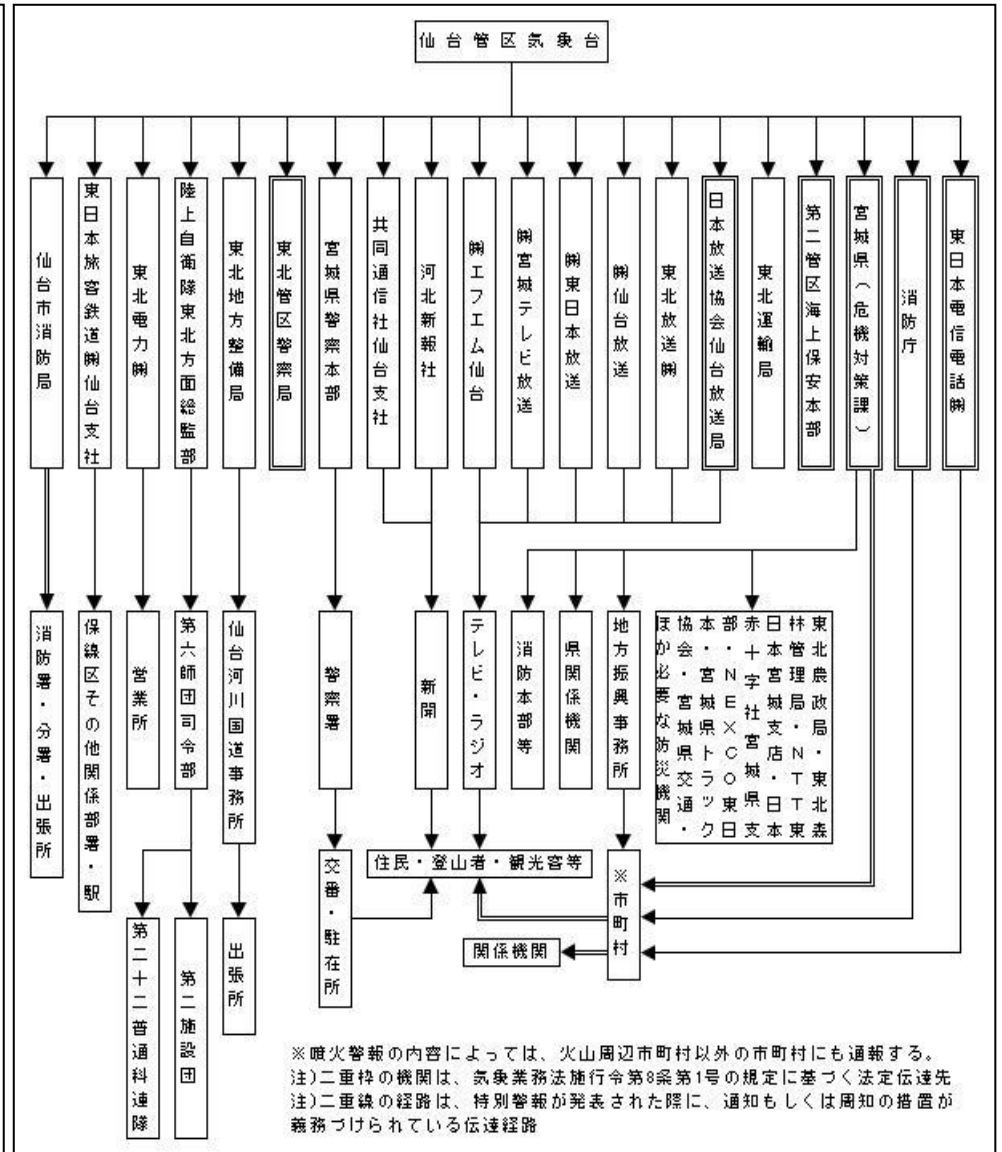 仙台管区気象台
仙台市消防局
東日本旅客鉄道㈱仙台支社
東北電力㈱
陸上自衛隊東北方面総監部
東北地方整備局
東北管区警察局
宮城県警察本部
共同通信社仙台支社
河北新報社
㈱エフエム仙台
㈱宮城テレビ放送
㈱東日本放送
㈱仙台放送
東北放送㈱
日本放送協会仙台放送局
東北運輸局
第二管区海上保安本部
宮城県（危機対策課）
消防庁
東日本電信電話㈱
消防署・分署・出張所
保線区その他関係部署・駅
営業所
第六師団司令部
仙台河川国道事務所
警察署
新聞
テレビ・ラジオ
消防本部等
県関係機関
地方振興事務所
東北農政局・東北森
林管理局・NTT東
日本宮城支店・日本
赤十字社宮城県支
部・NEXCO東日
本・宮城県トラック
協会・宮城県交通・
ほか必要な防災機関
第二十二普通科連隊
第二施設団
出張所
交番・駐在所
住民・登山者・観光客等
関係機関
※市町村
※噴火警報の内容によっては、火山周辺市町村以外の市町村にも通報する。
注)二重枠の機関は、気象業務法施行令第8条第1号の規定に基づく法定伝達先
注)二重線の経路は、特別警報が発表された際に、通知もしくは周知の措置が
義務づけられている伝達経路